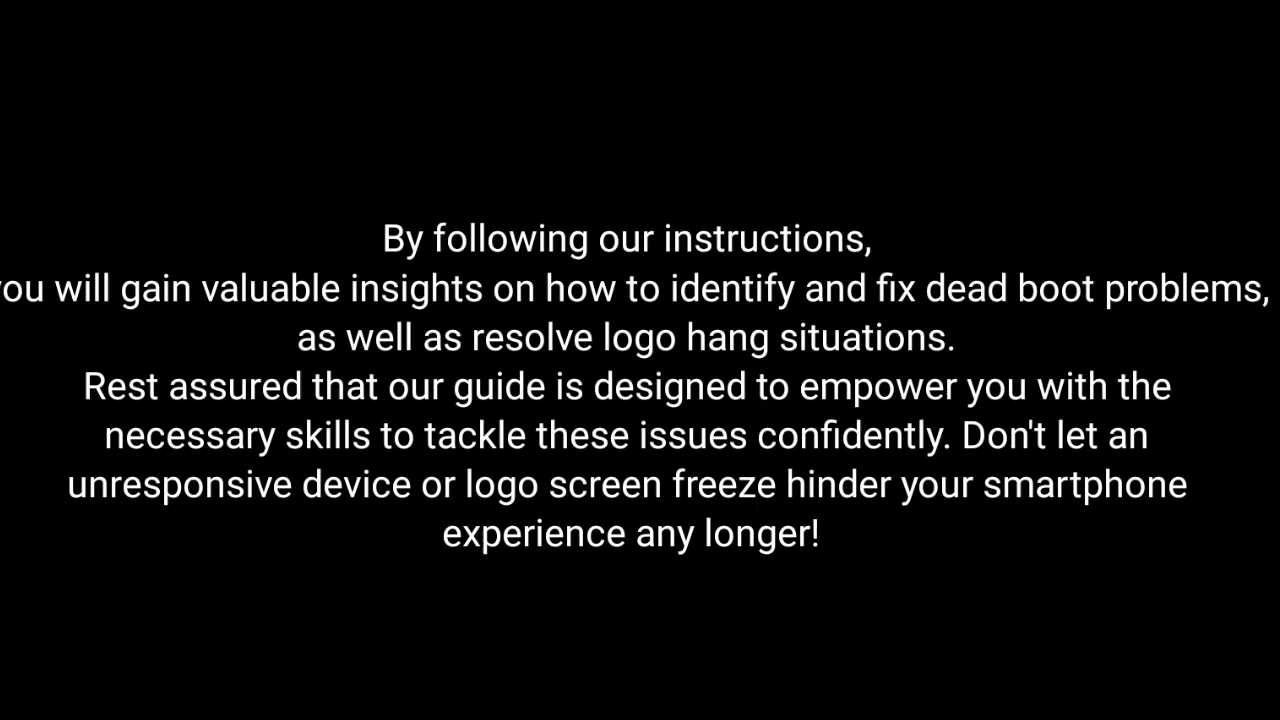 By following our instructions,
you will gain valuable insights on how to identify and fix dead boot problems,
as well as resolve logo hang situations.
Rest assured that our guide is designed to empower you with the
necessary skills to tackle these issues confidently. Don't let an
unresponsive device or logo screen freeze hinder your smartphone
experience any longer!